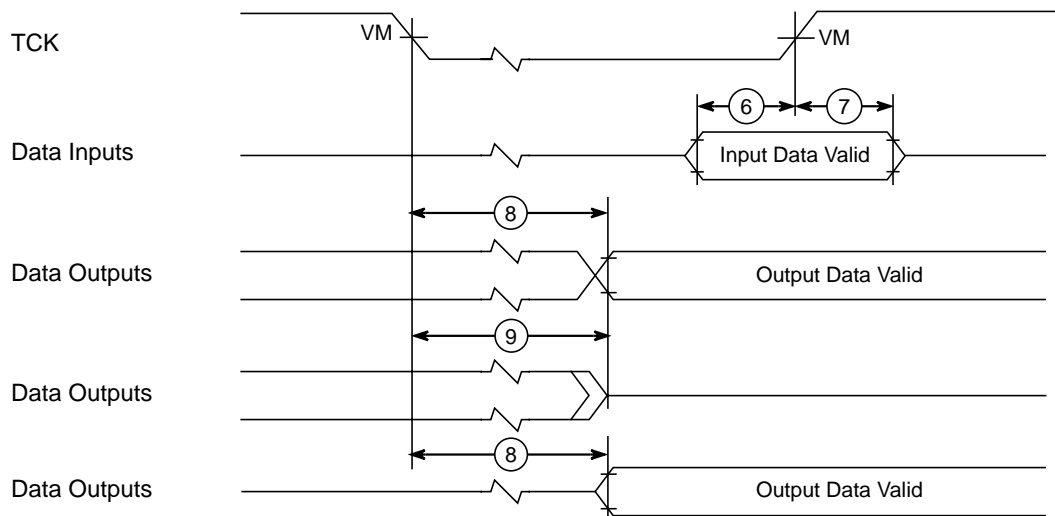 TCK
VM
VM
6
7
Data Inputs
Input Data Valid
8
Data Outputs
Output Data Valid
9
Data Outputs
8
Data Outputs
Output Data Valid